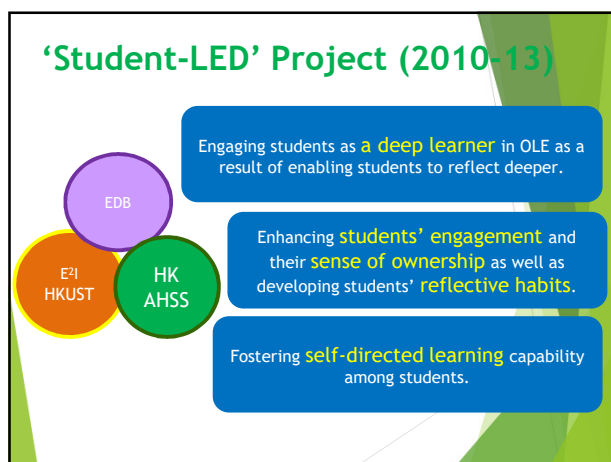 ‘Student-LED’ Project (2010-13)
Engaging students as a deep learner in OLE as a
result of enabling students to reflect deeper.
EDB
Enhancing students’ engagement and
their sense of ownership as well as
developing students’ reflective habits.
E²I
HKUST
HK
AHSS
Fostering self-directed learning capability
among students.